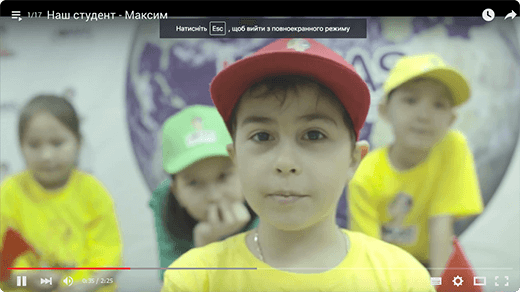 1/17 Наш студент - Максим
Натисніть Esc , щоб вийти з повноекранного режиму
0:35 / 2:25